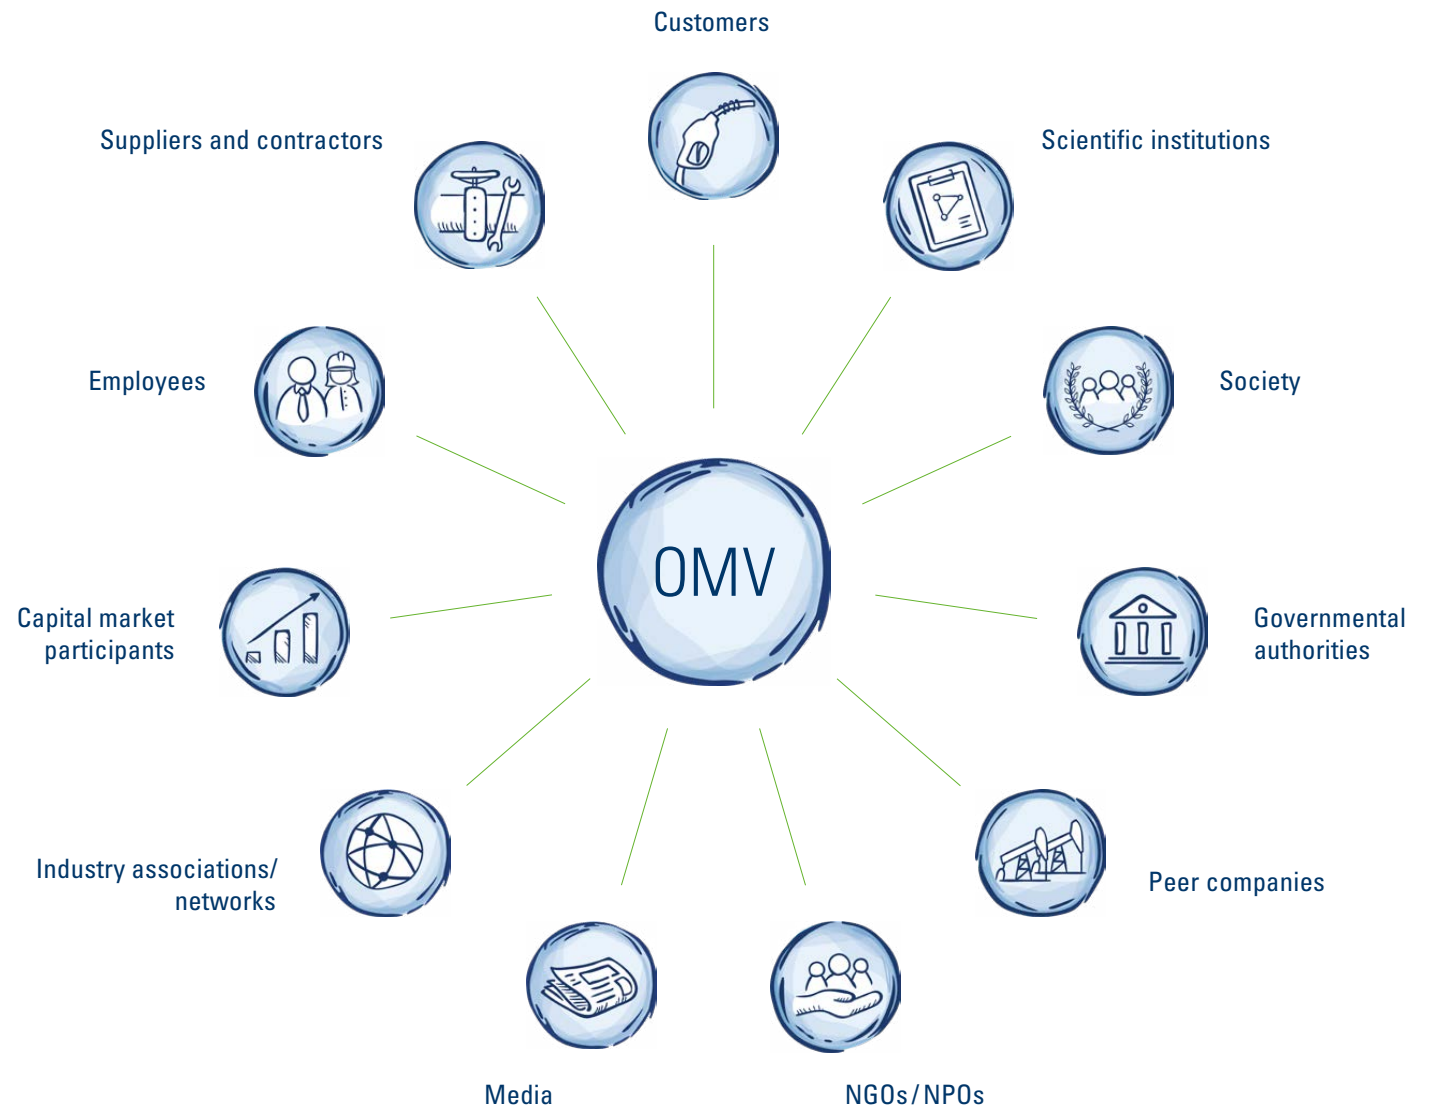 Customers
Suppliers and contractors
Scientific institutions
Employees
Society
OMV
Capital market
participants
Governmental
authorities
Industry associations/
networks
Peer companies
Media
NGOs/NPOs